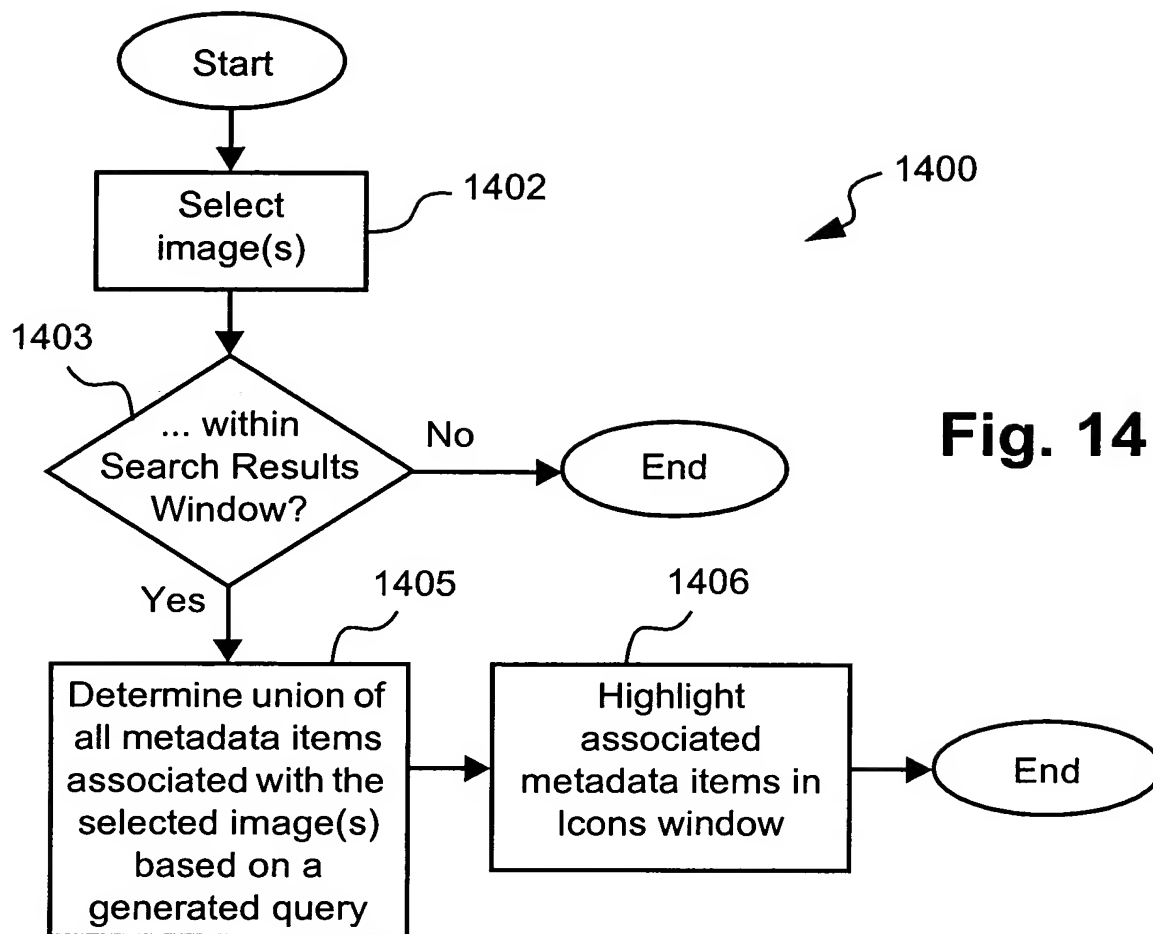 Start
Select
image(s)
1402
1400
1403
... within
Search Results
Window?
No
End
Fig. 14
Yes
1405
1406
Determine union of
all metadata items
associated with the
selected image(s)
based on a
generated query
Highlight
associated
metadata items in
Icons window
End